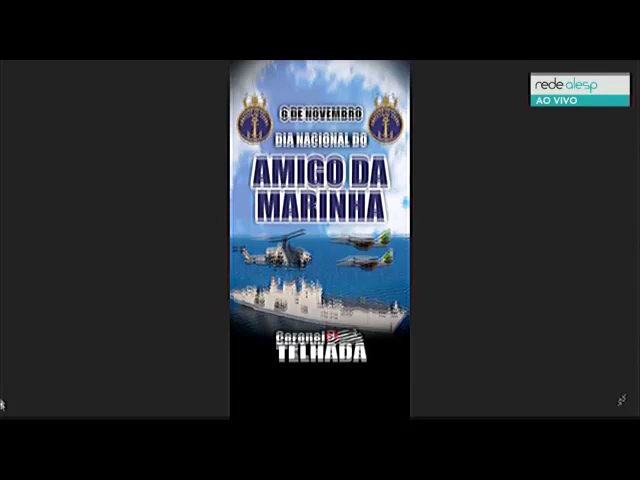 rede alesp
AO VIVO
6 DE NOVEMBRO
DIA NACIONAL DO
AMIGO DA
MARINHA
Coronel
TELHADA